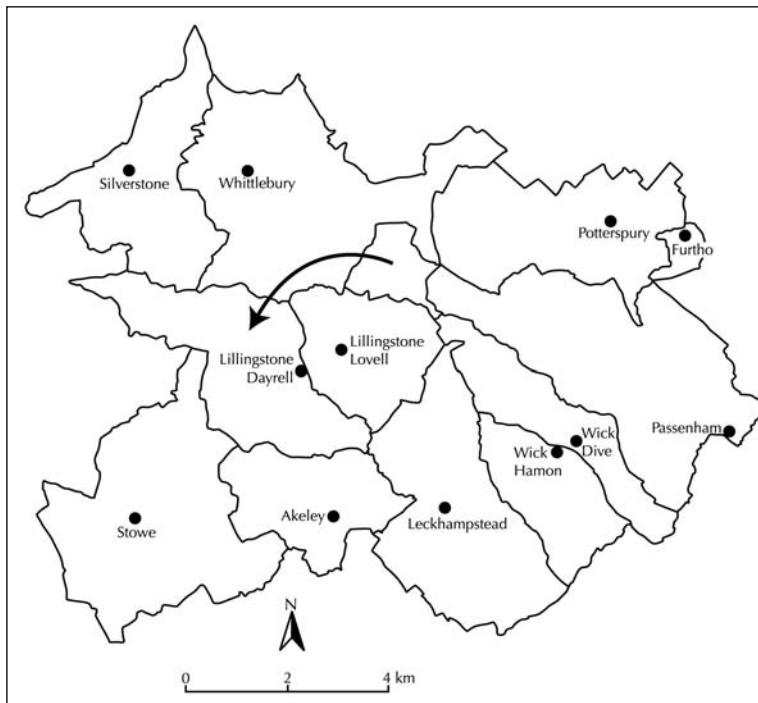 Silverstone
Whittlebury
Potterspury
Furtho
Lillingstone
Lovell
Lillingstone
Dayrell
Passenham
Wick
Dive
Wick
Hamon
Stowe
Akeley
Leckhampstead
N
0 2 4 km